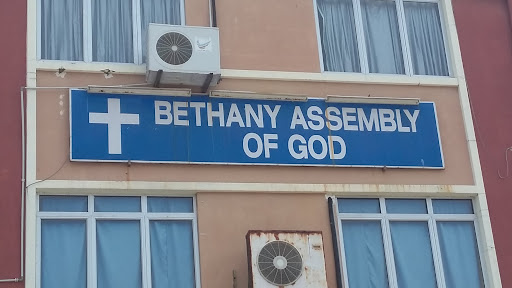 BETHANY ASSEMBLY
OF GOD